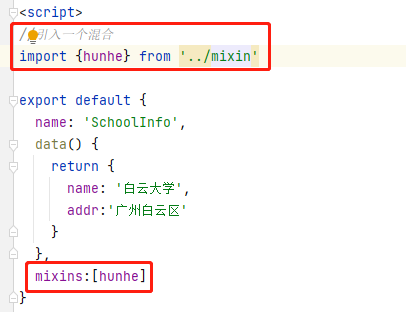 <script>
//引入一个混合
import {hunhe} from '../mixin'
export default {
name: 'SchoolInfo',
data() {
return {
name: '白云大学',
addr:'广州白云区'
}
},
mixins:[hunhe]
}